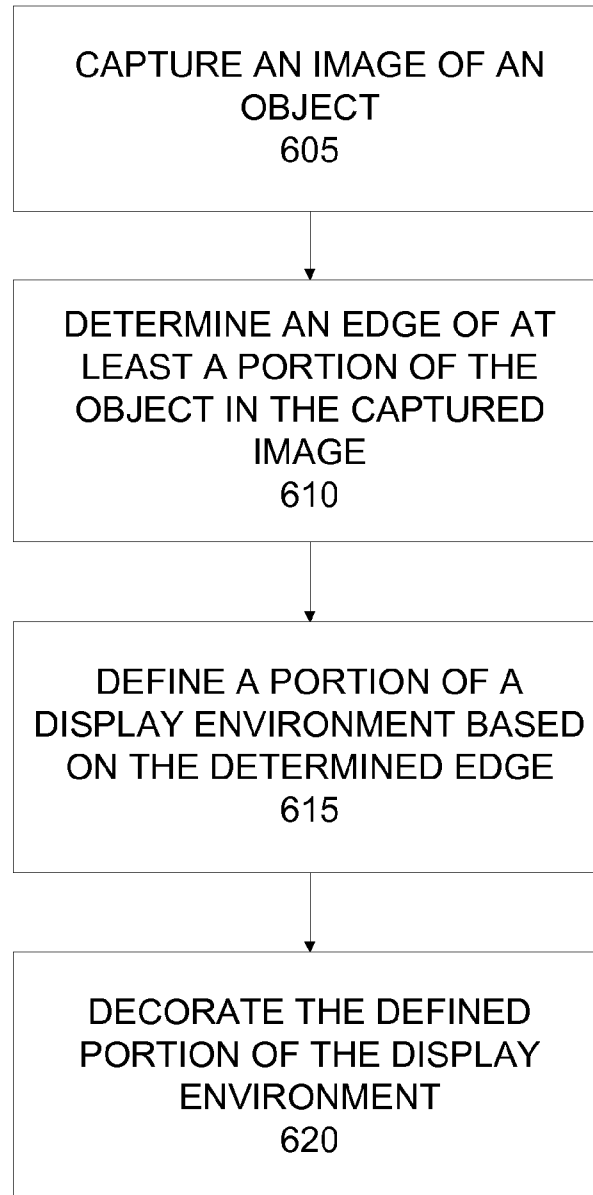 CAPTURE AN IMAGE OF AN
OBJECT
605
DETERMINE AN EDGE OF AT
LEAST A PORTION OF THE
OBJECT IN THE CAPTURED
IMAGE
610
DEFINE A PORTION OF A
DISPLAY ENVIRONMENT BASED
ON THE DETERMINED EDGE
615
DECORATE THE DEFINED
PORTION OF THE DISPLAY
ENVIRONMENT
620